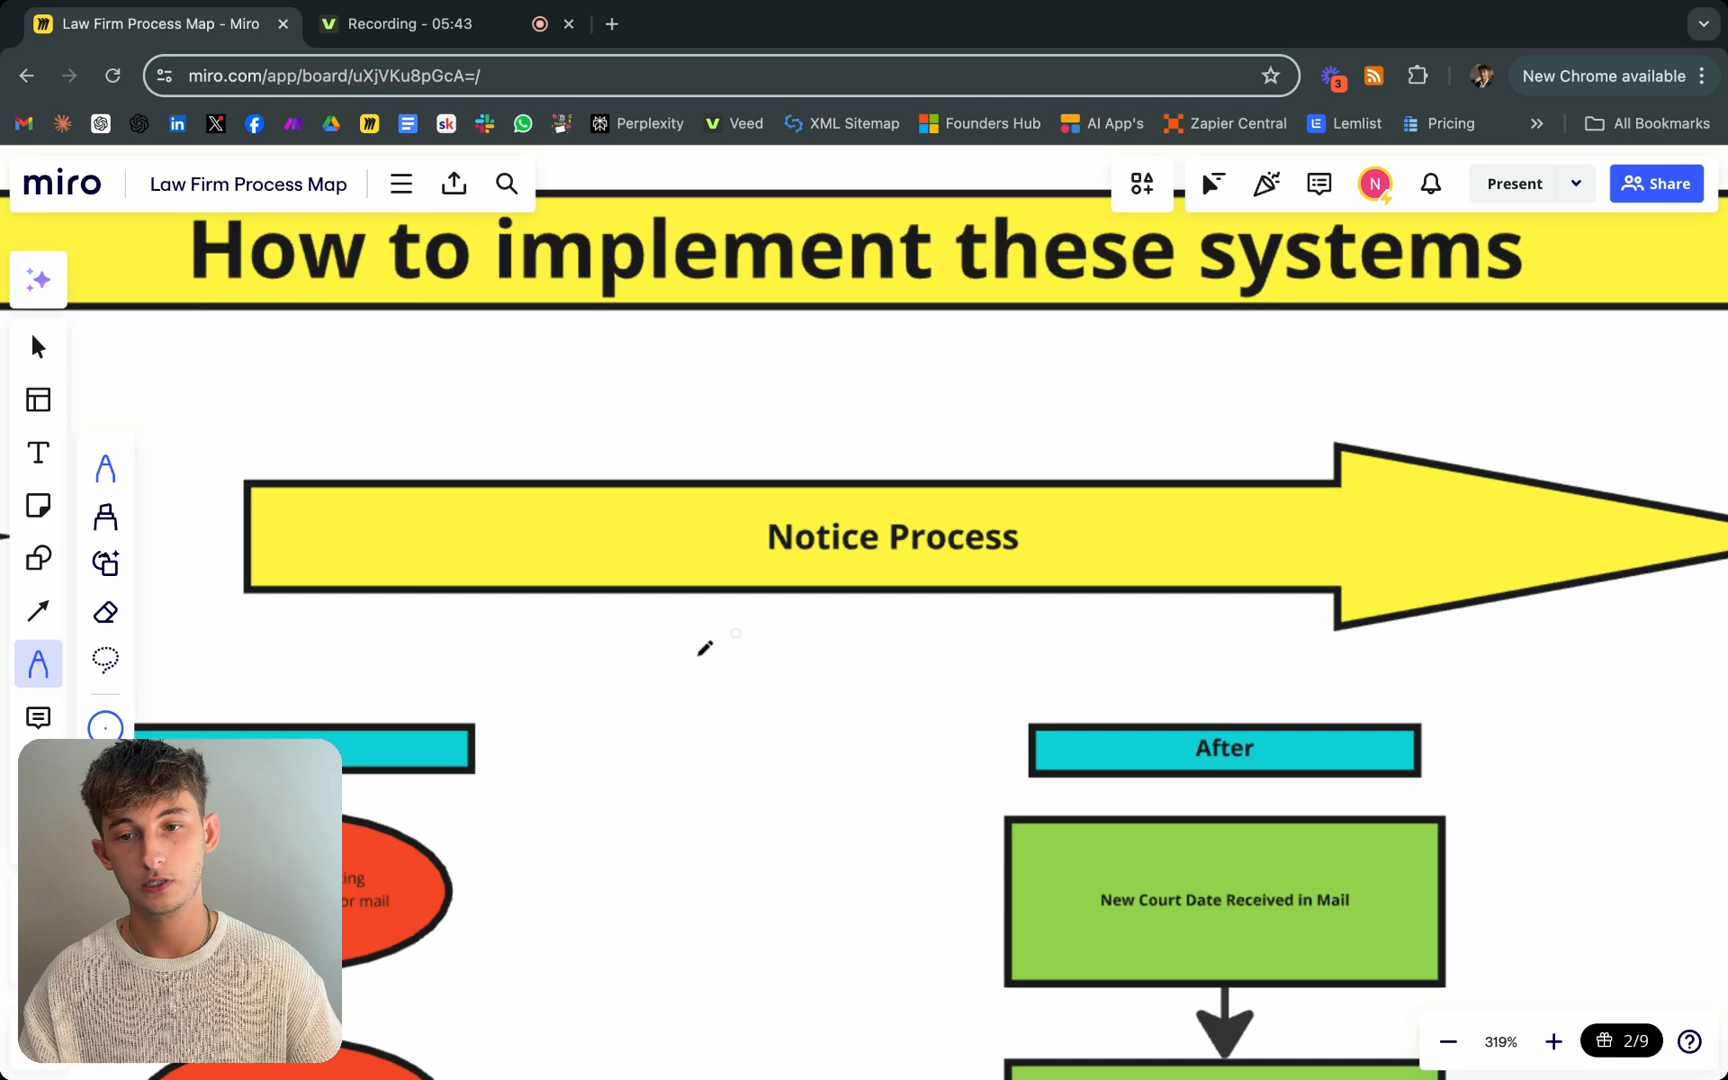 Law Firm Process Map - Miro
Recording - 05:43
miro.com/app/board/uXjVKu8pGcA=/
3
New Chrome available
Perplexity
Veed
XML Sitemap
Founders Hub
AI App's
Zapier Central
Lemlist
Pricing
All Bookmarks
miro
Law Firm Process Map
N
Present
Share
How to implement these systems
Notice Process
After
ing
or mail
New Court Date Received in Mail
319%
2/9